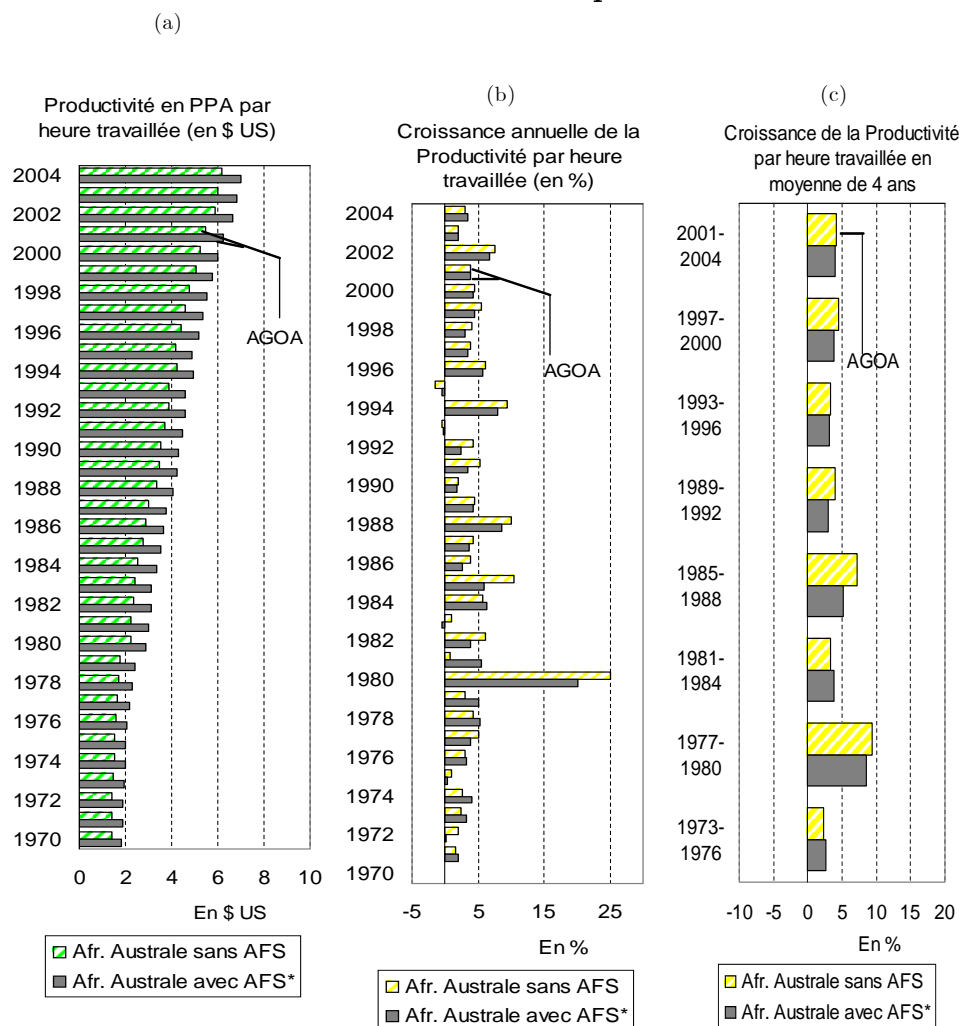 (a)
Productivité en PPA par
heure travaillée (en $ US)
2004
2002
2000
1998
1996
1994
1992
1990
1988
1986
1984
1982
1980
1978
1976
1974
1972
1970
AGOA
0 2 4 6 8 10
En $ US
Afr. Australe sans AFS
Afr. Australe avec AFS*
(b)
Croissance annuelle de la
Productivité par heure
travaillée (en %)
2004
2002
2000
1998
1996
1994
1992
1990
1988
1986
1984
1982
1980
1978
1976
1974
1972
1970
AGOA
-5 5 15 25
En %
Afr. Australe sans AFS
Afr. Australe avec AFS*
(c)
Croissance de la Productivité
par heure travaillée en
moyenne de 4 ans
2001-
2004
1997-
2000
1993-
1996
1989-
1992
1985-
1988
1981-
1984
1977-
1980
1973-
1976
AGOA
-10 -5 0 5 10 15 20
En %
Afr. Australe sans AFS
Afr. Australe avec AFS*